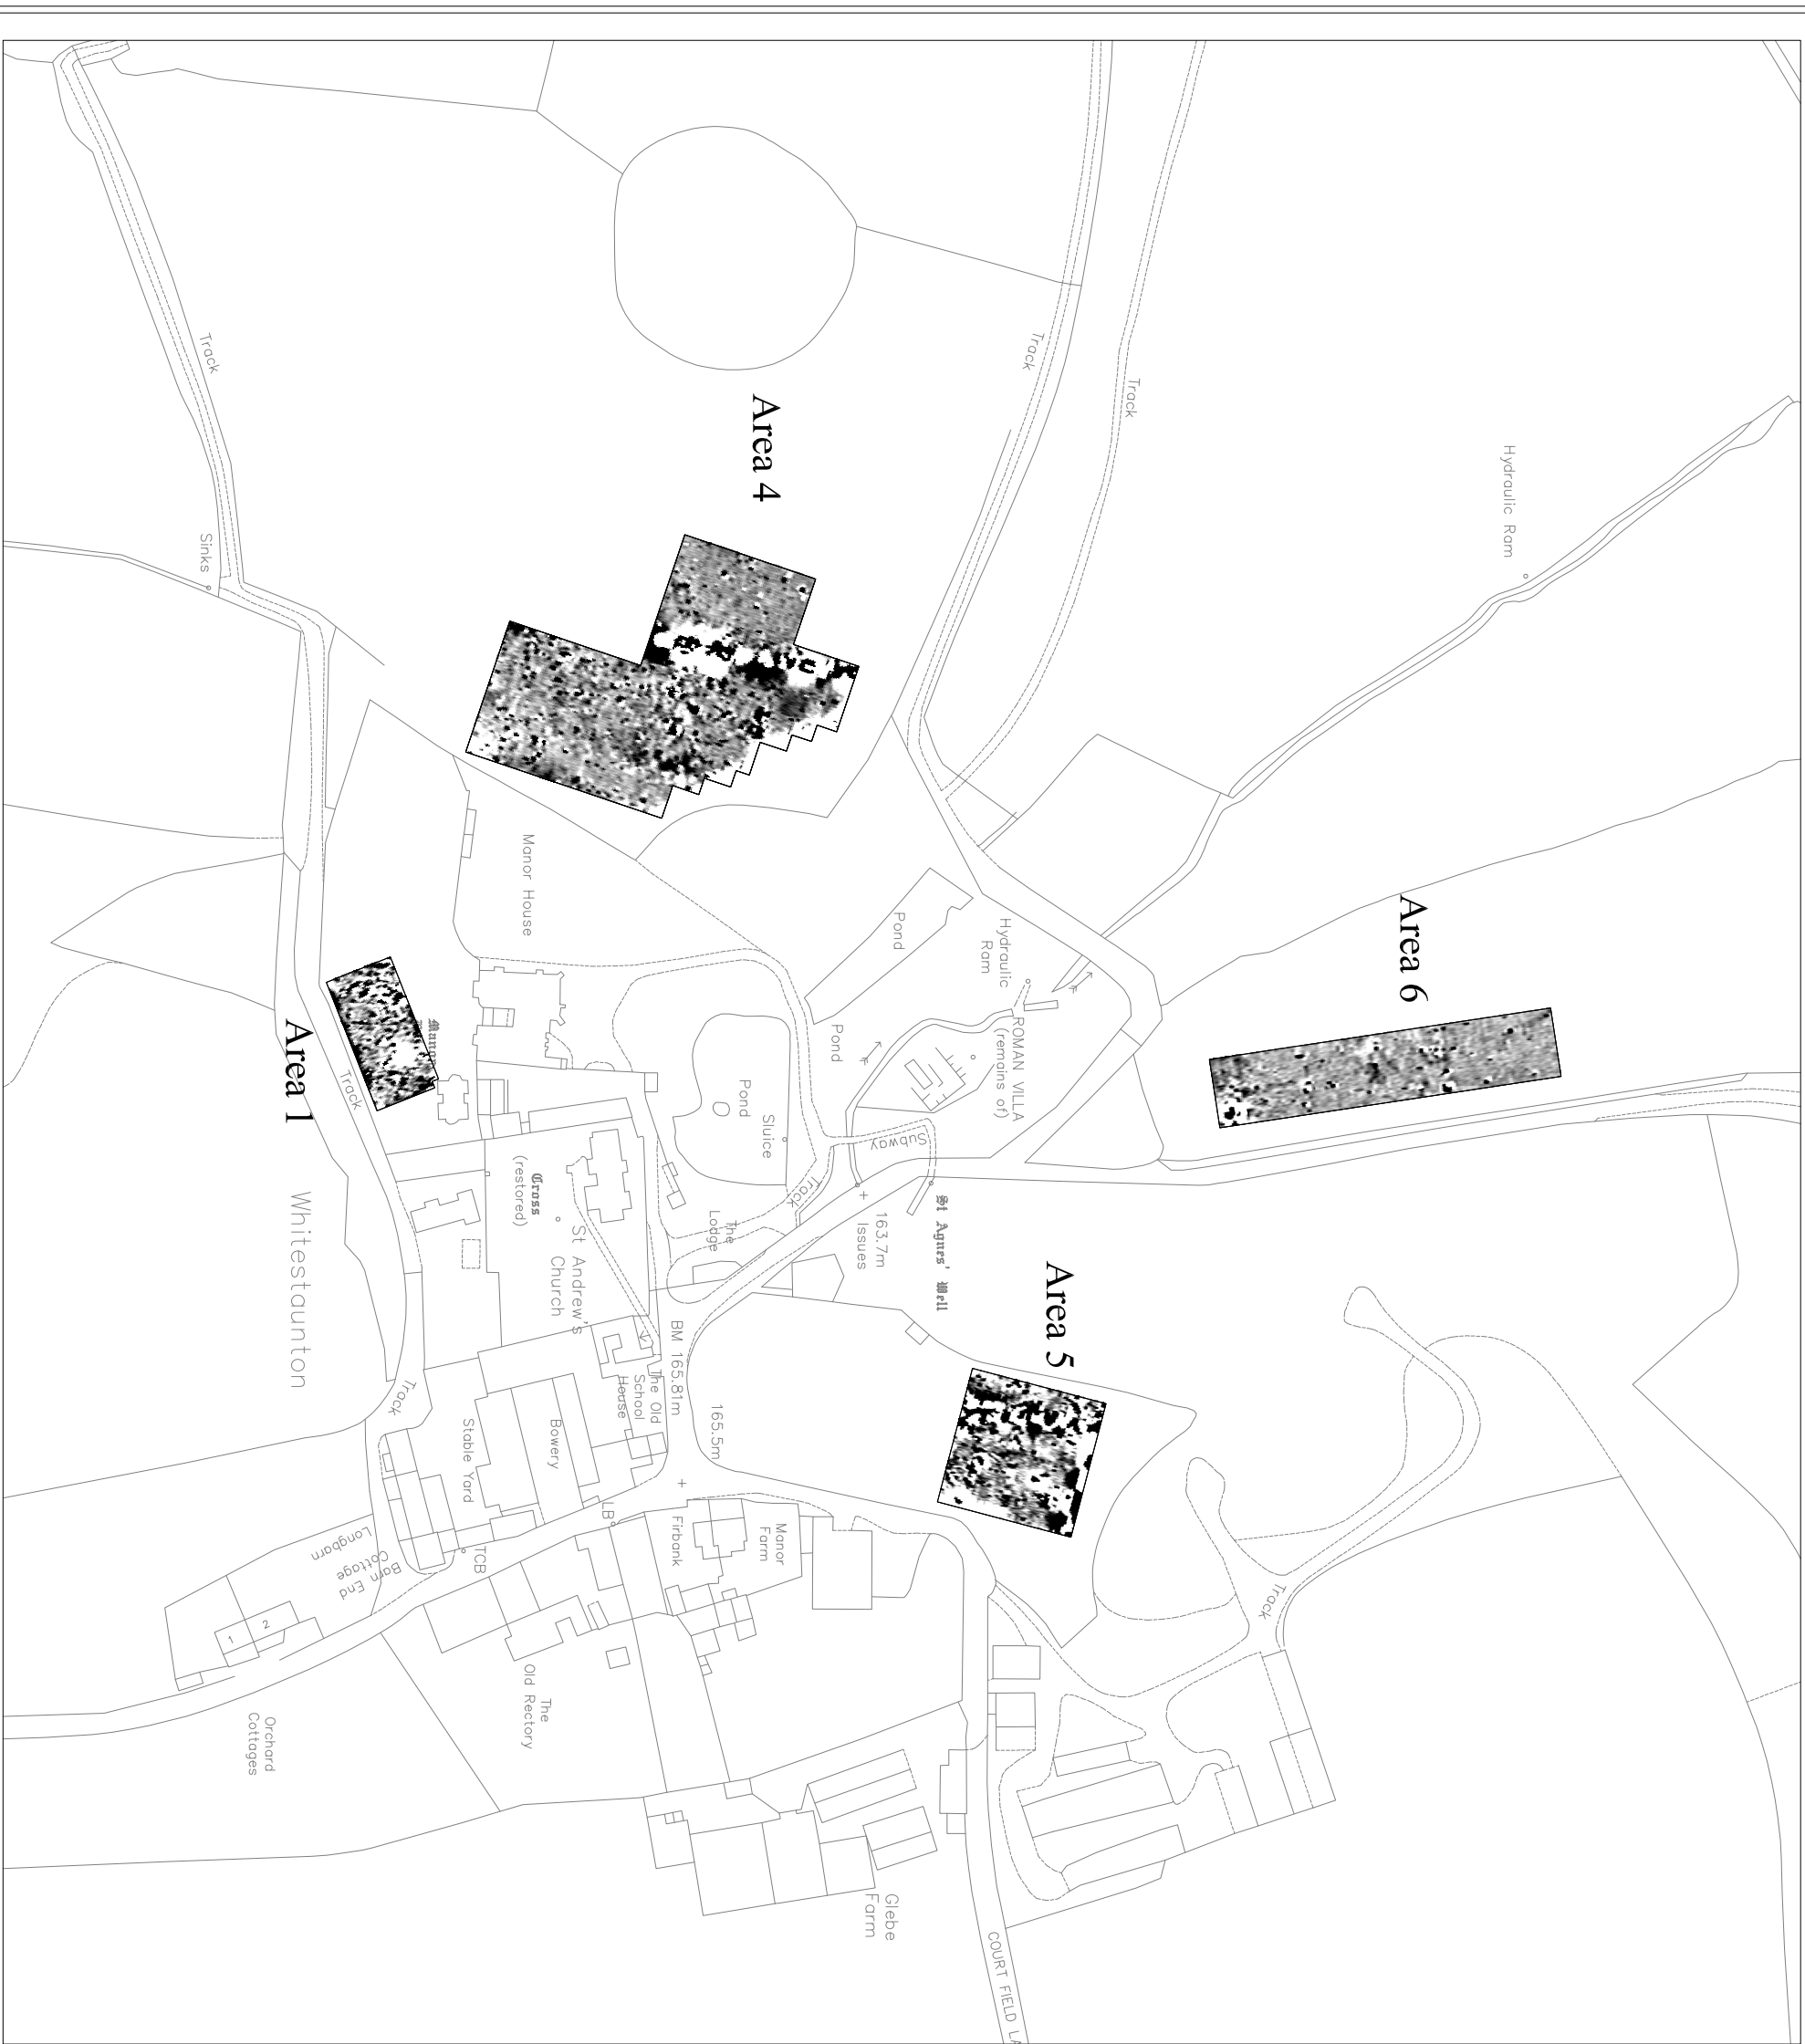 Hydraulic Ram
Track
Track
Track
Area 4
Sinks
Area 6
Manor House
Pond
Hydraulic
Ram
ROMAN VILLA
(remains of)
Pond
Area 1
Manor
Track
Pond
Sluice
Subway
Track
St Agnes' Well
163.7m
Issues
The
Lodge
Cross
(restored)
St Andrew's
Church
Whitestaunton
Area 5
BM 165.81m
165.5m
The Old
School
House
Bowery
Stable Yard
Track
LB
TCB
Firbank
Manor
Farm
Longbarn
Barn End
Cottage
1
2
The
Old Rectory
Orchard
Cottages
Track
Glebe
Farm
COURT FIELD LA